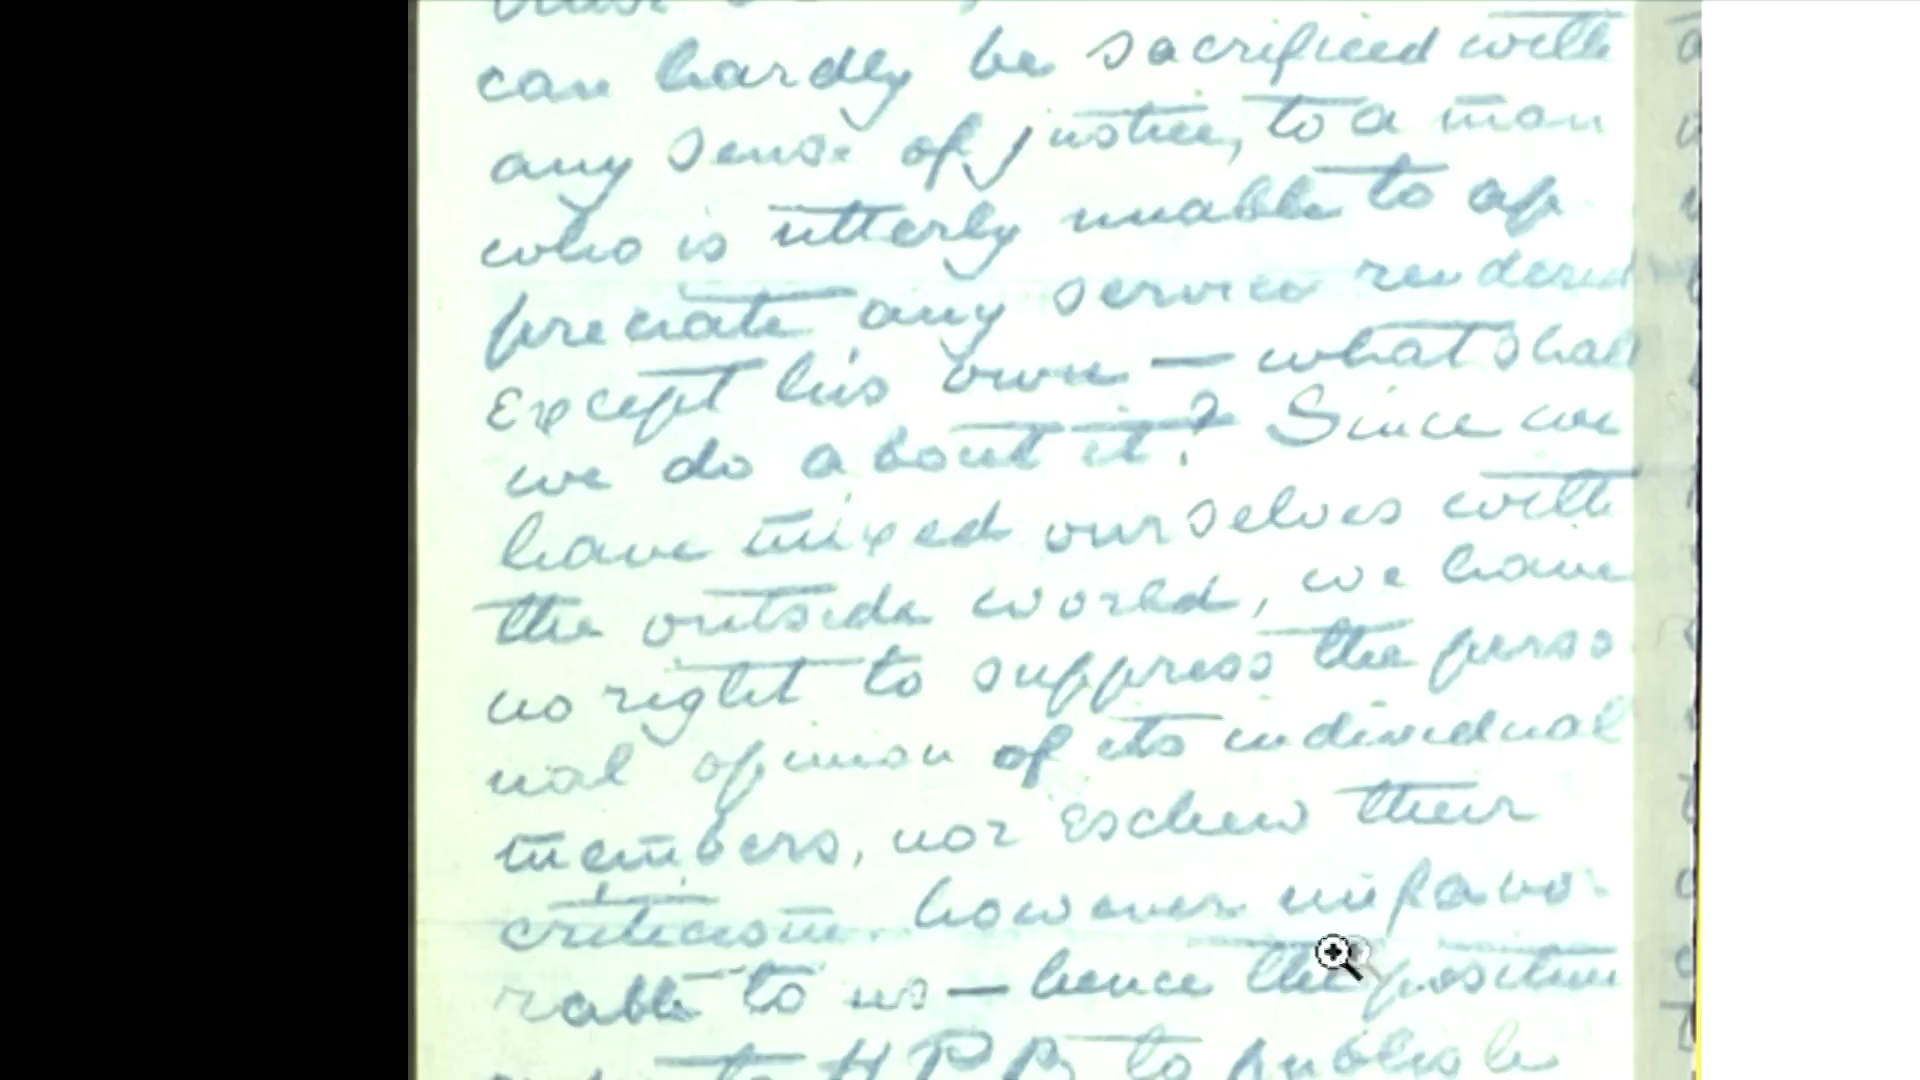 can hardly be sacrificed with
any sense of justice, to a man
who is utterly unable to ap
preciate any service rendered
except his own — what shall
we do about it? Since we
have mixed ourselves with
the outside world, we have
no right to suppress the perso
nal opinion of its individual
members, nor eschew their
criticism however unfavo-
rable to us — hence the positive
to H.P.B. to publish